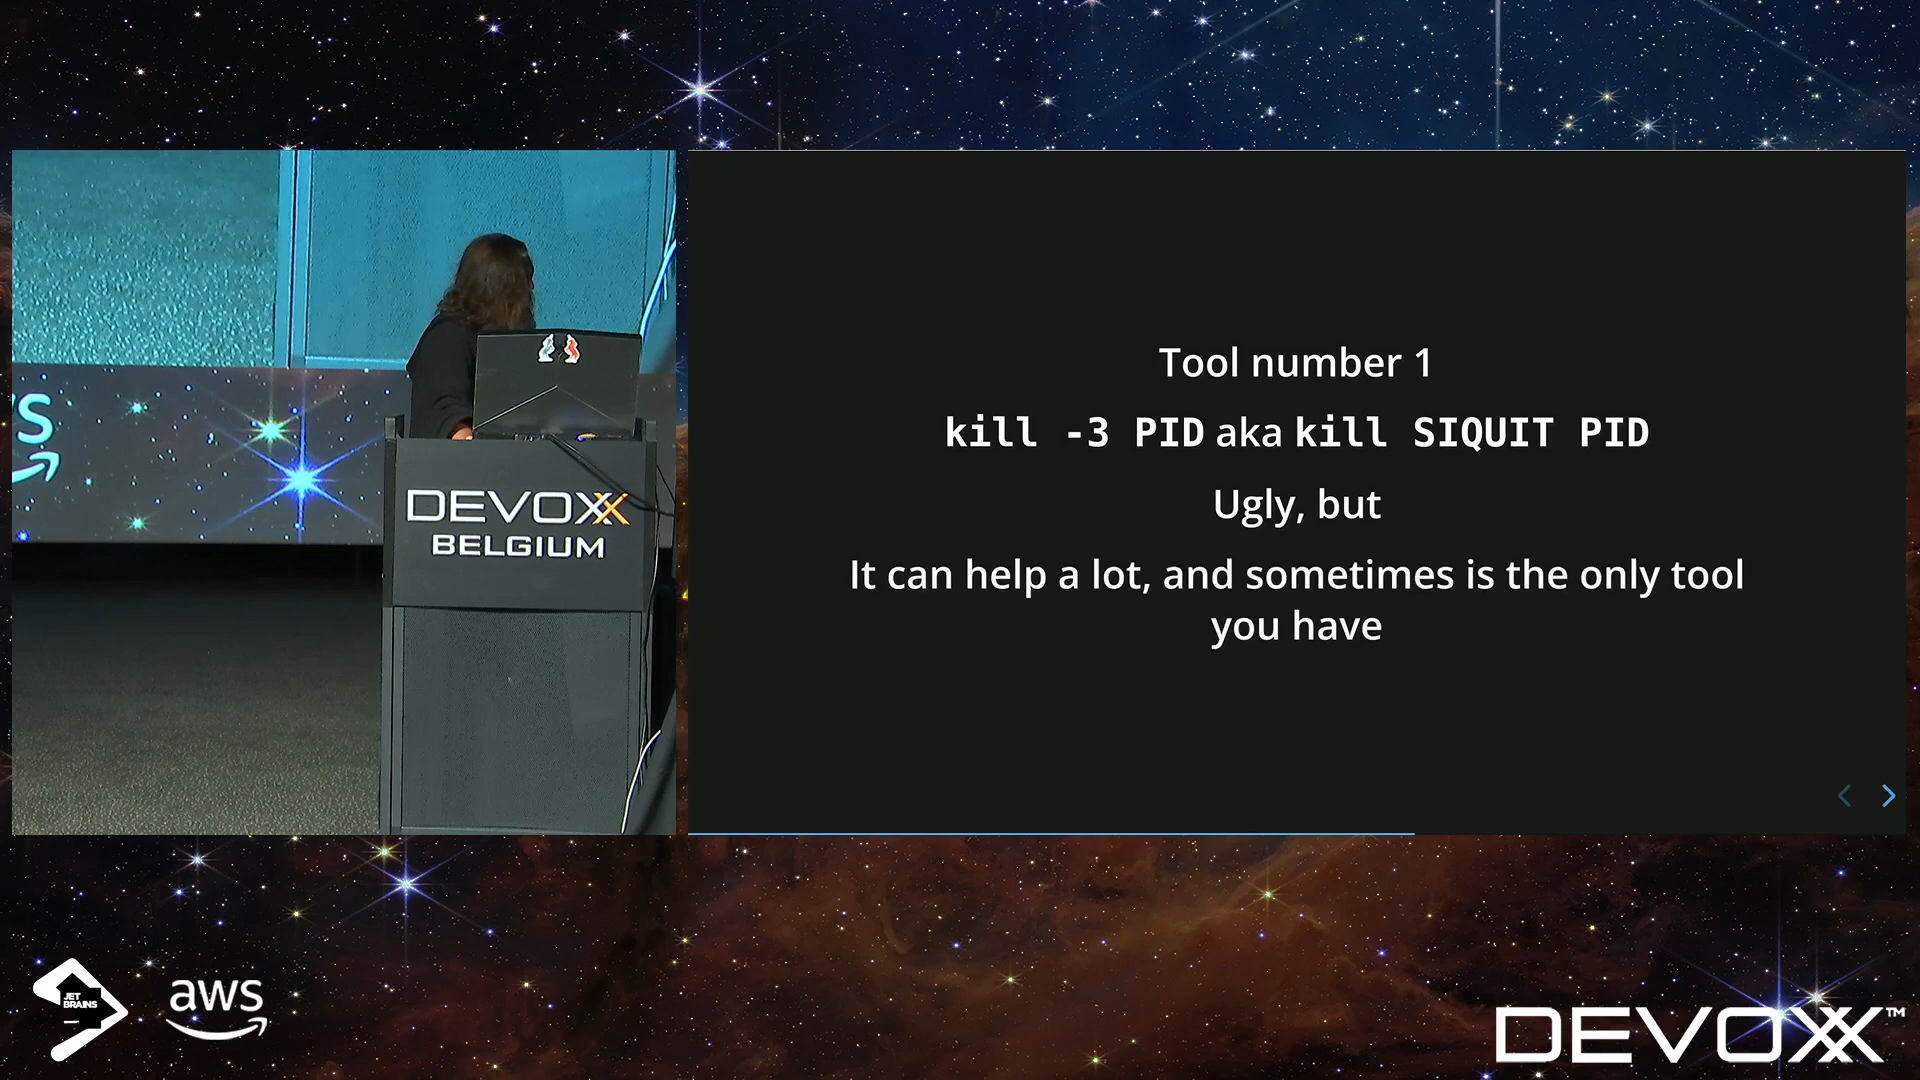 Tool number 1
kill -3 PID aka kill SIQUIT PID
Ugly, but
It can help a lot, and sometimes is the only tool
you have
S
DEVOXX
BELGIUM
JET
BRAINS
aws
DEVOXX™